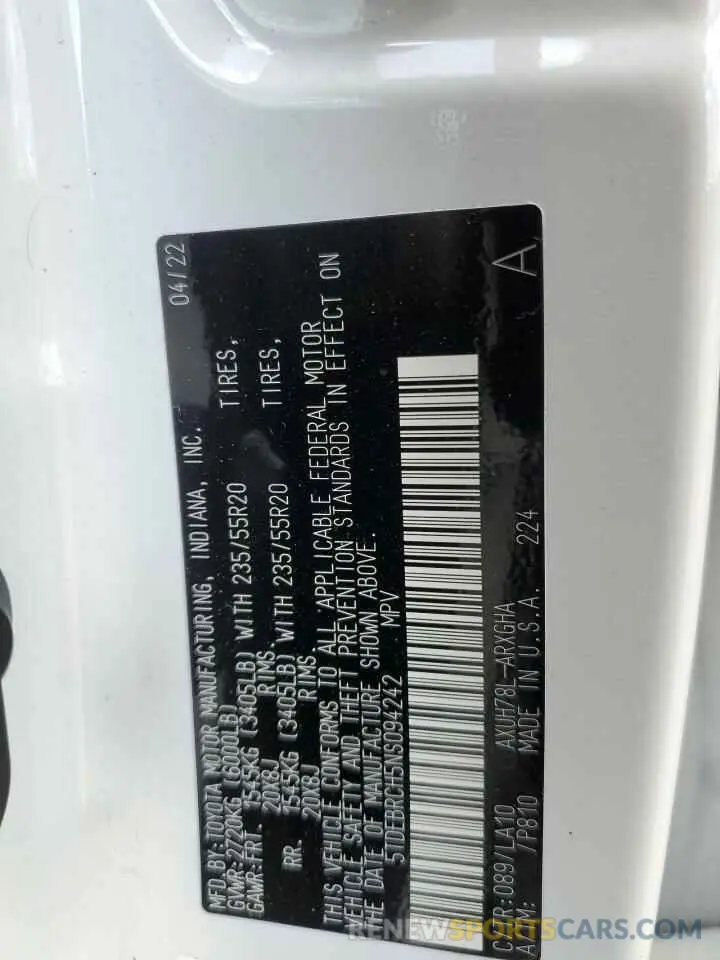 MFD.BY:TOYOTA MOTOR MANUFACTURING, INDIANA, INC. 04/22
GVWR:2720KG (6000LB)
GAWR:FRT. 1545KG (3405LB) WITH 235/55R20 TIRES,
20X8J RIMS.
RR. 1545KG (3405LB) WITH 235/55R20 TIRES,
20X8J RIMS.
THIS VEHICLE CONFORMS TO ALL APPLICABLE FEDERAL MOTOR
VEHICLE SAFETY AND THEFT PREVENTION STANDARDS IN EFFECT ON
THE DATE OF MANUFACTURE SHOWN ABOVE.
MPV
C/TR:089/LA10 AXUH78L-ARXGHA
A/TM: /P810 MADE IN U.S.A. 224 A
REPAIRNEWSPORTSCARS.COM